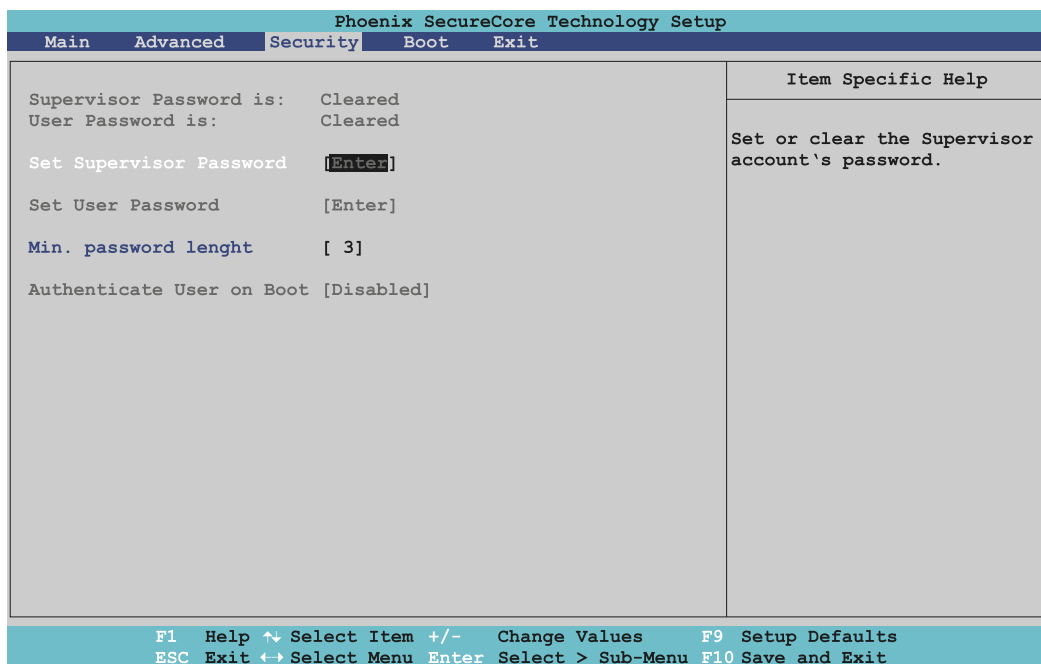 Phoenix SecureCore Technology Setup
Main Advanced Security Boot Exit
Supervisor Password is: Cleared
User Password is: Cleared
Set Supervisor Password [Enter]
Set User Password [Enter]
Min. password lenght [ 3]
Authenticate User on Boot [Disabled]
Item Specific Help
Set or clear the Supervisor
account‵s password.
F1 Help ↑↓ Select Item +/- Change Values F9 Setup Defaults
ESC Exit ←→ Select Menu Enter Select > Sub-Menu F10 Save and Exit